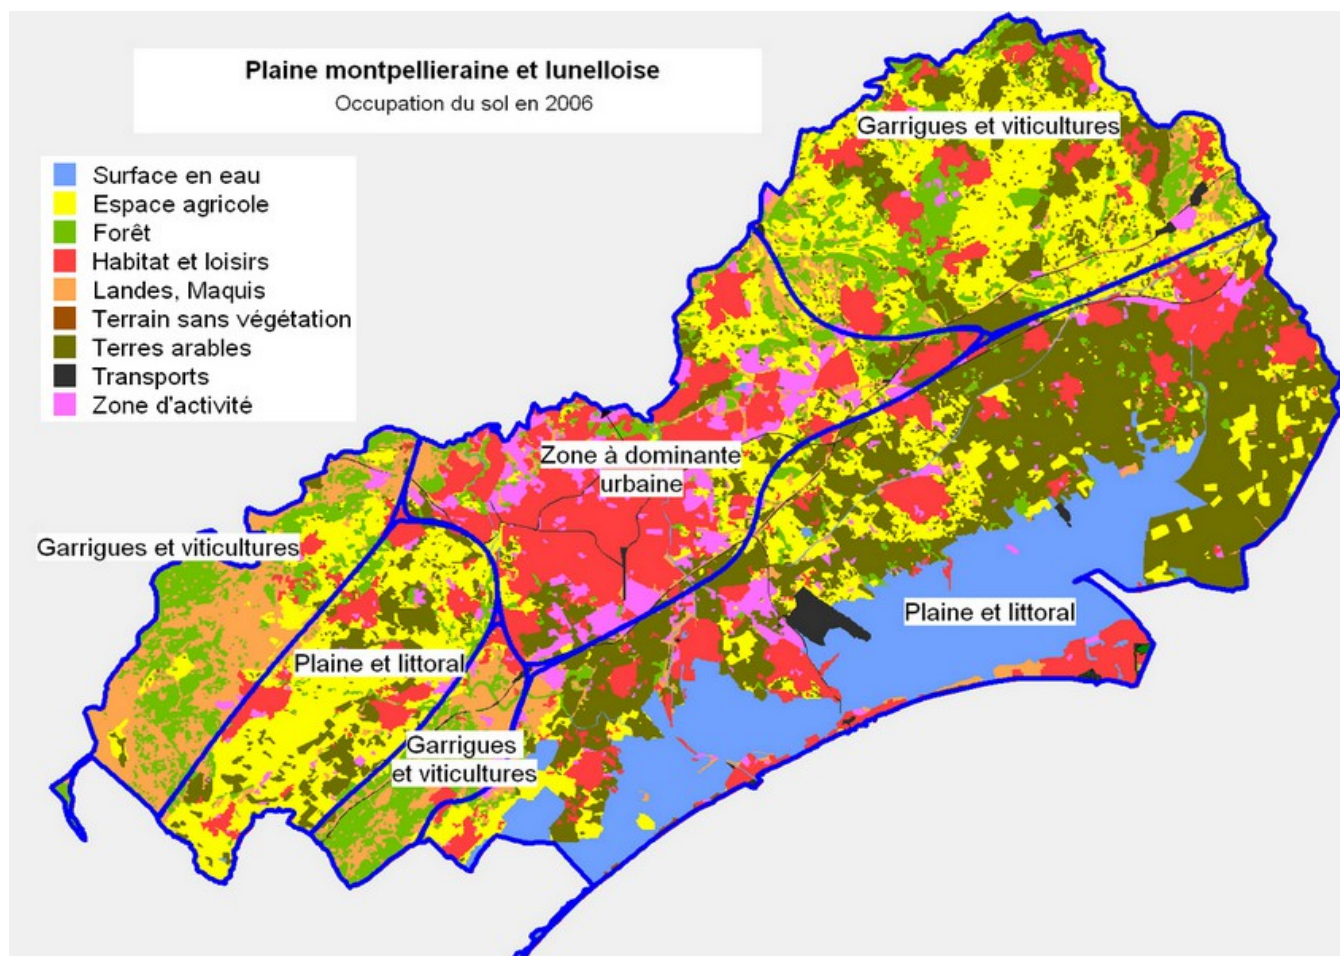 Plaine montpellieraine et lunelloise
Occupation du sol en 2006
Surface en eau
Espace agricole
Forêt
Habitat et loisirs
Landes, Maquis
Terrain sans végétation
Terres arables
Transports
Zone d'activité
Garrigues et viticultures
Zone à dominante
urbaine
Garrigues et viticultures
Plaine et littoral
Plaine et littoral
Garrigues
et viticultures